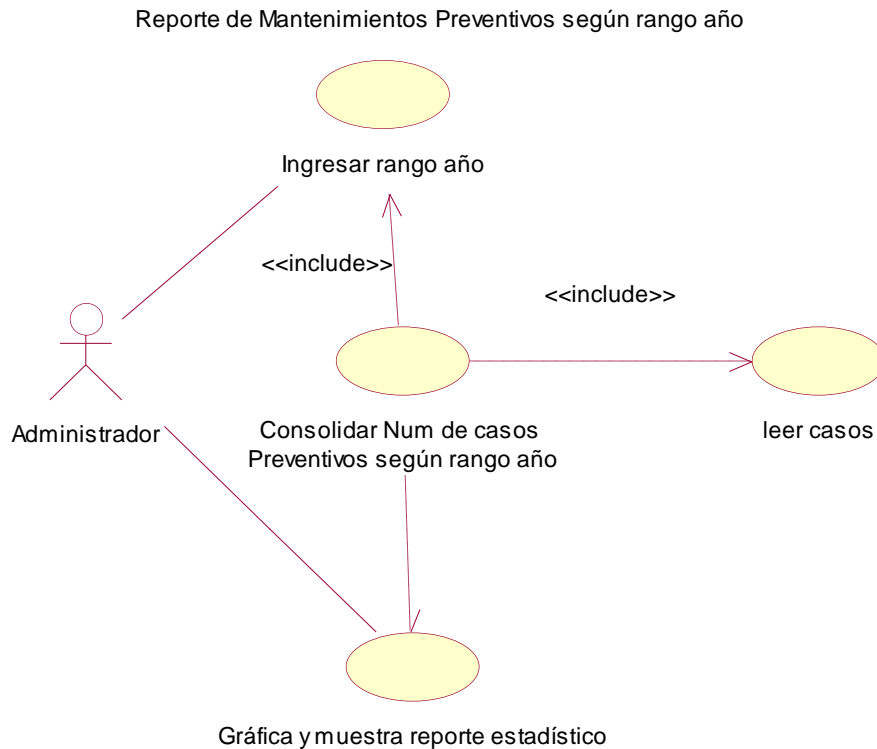 Reporte de Mantenimientos Preventivos según rango año
Ingresar rango año
<<include>>
<<include>>
Administrador
Consolidar Num de casos
Preventivos según rango año
leer casos
Gráfica y muestra reporte estadístico